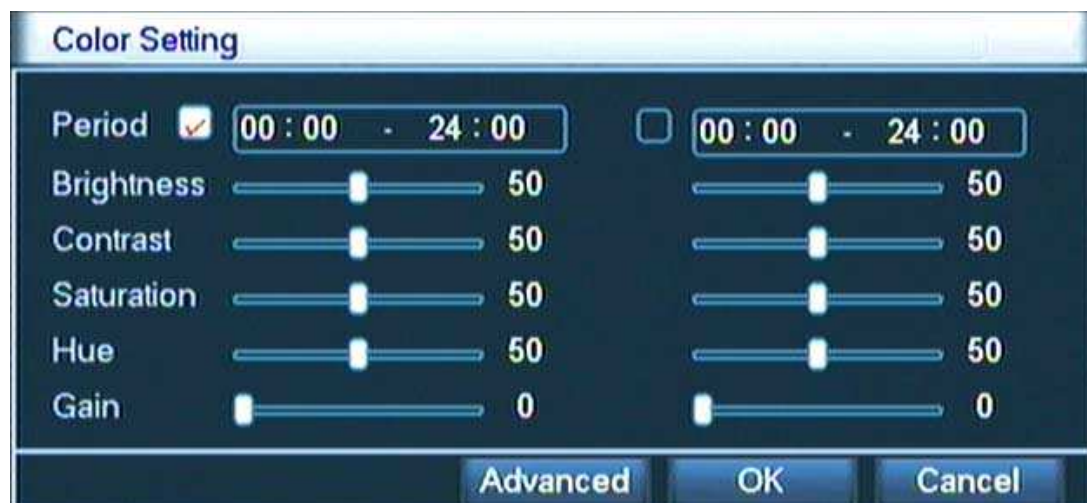 Color Setting
Period 00 : 00 - 24 : 00 00 : 00 - 24 : 00
Brightness 50 50
Contrast 50 50
Saturation 50 50
Hue 50 50
Gain 0 0
Advanced OK Cancel